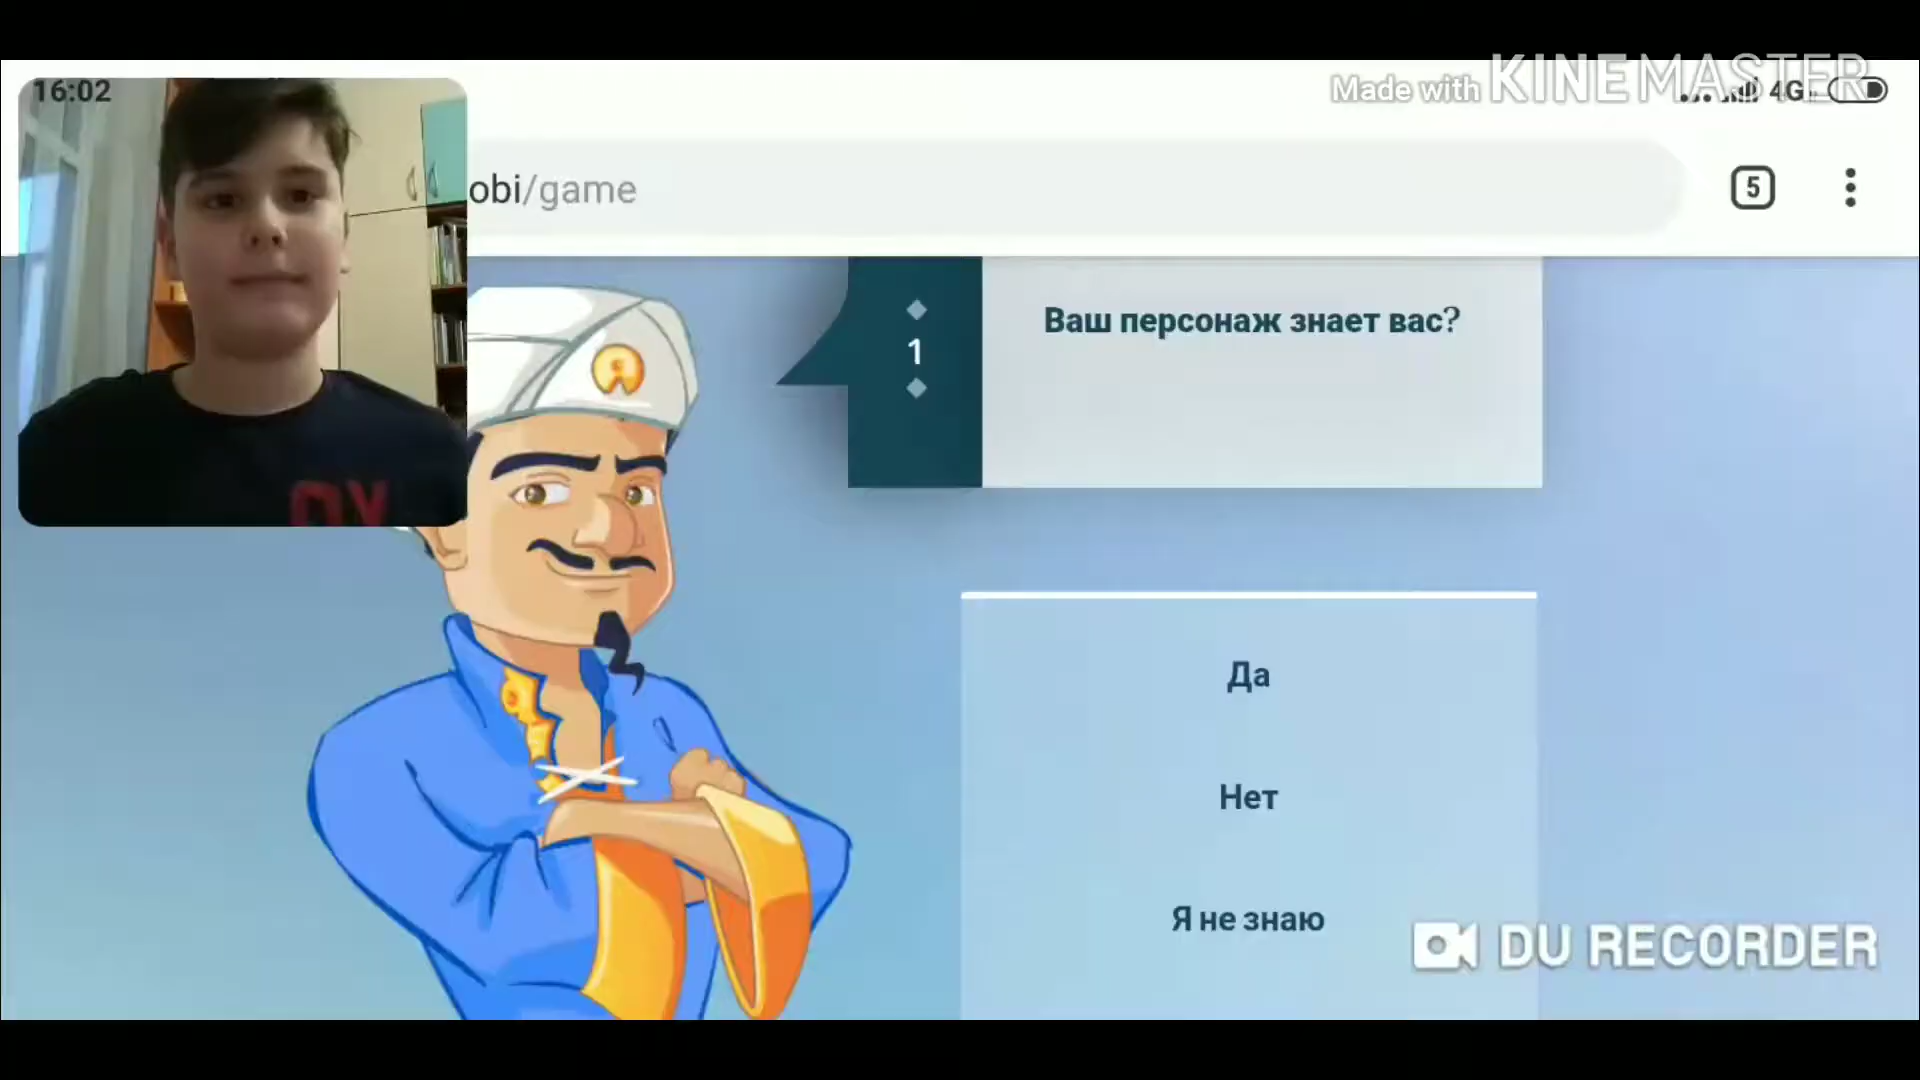 16:02
Made with KINEMASTER
4G
obi/game
5
Ваш персонаж знает вас?
1
Да
Нет
Я не знаю
DU RECORDER